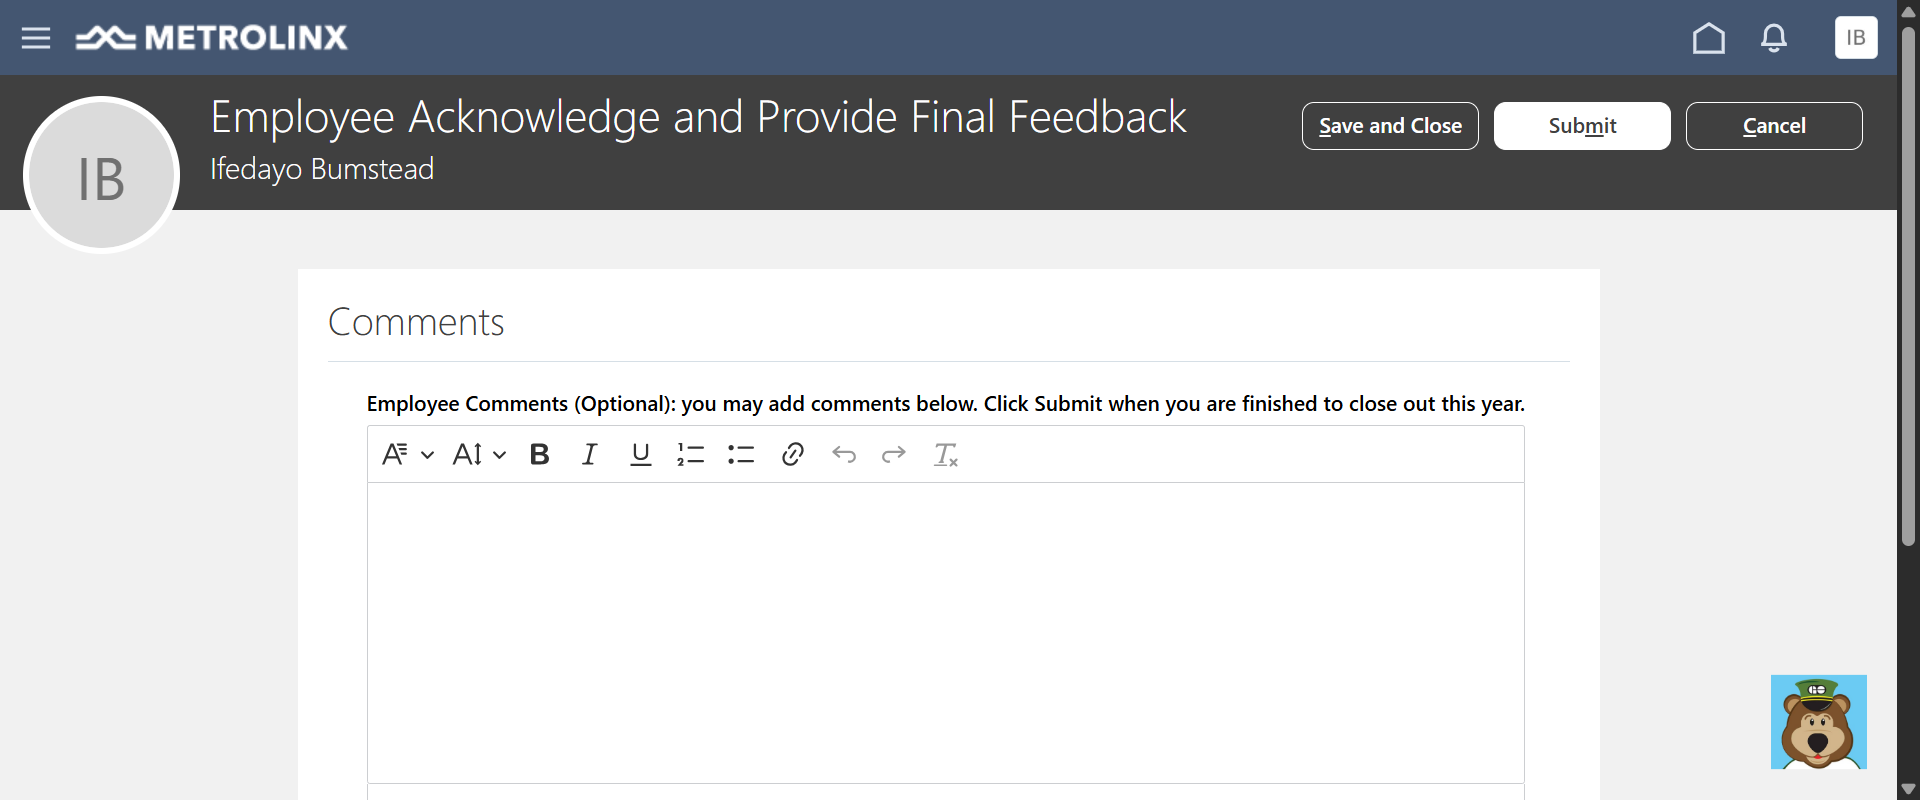 METROLINX
IB
IB
Employee Acknowledge and Provide Final Feedback
Ifedayo Bumstead
Save and Close
Submit
Cancel
Comments
Employee Comments (Optional): you may add comments below. Click Submit when you are finished to close out this year.
GO